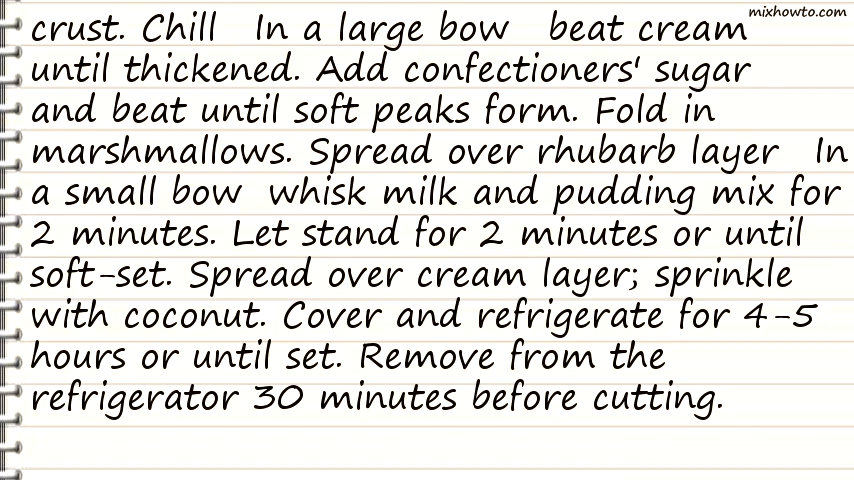 mixhowto.com
crust. Chill In a large bow beat cream
until thickened. Add confectioners' sugar
and beat until soft peaks form. Fold in
marshmallows. Spread over rhubarb layer In
a small bow whisk milk and pudding mix for
2 minutes. Let stand for 2 minutes or until
soft-set. Spread over cream layer; sprinkle
with coconut. Cover and refrigerate for 4-5
hours or until set. Remove from the
refrigerator 30 minutes before cutting.